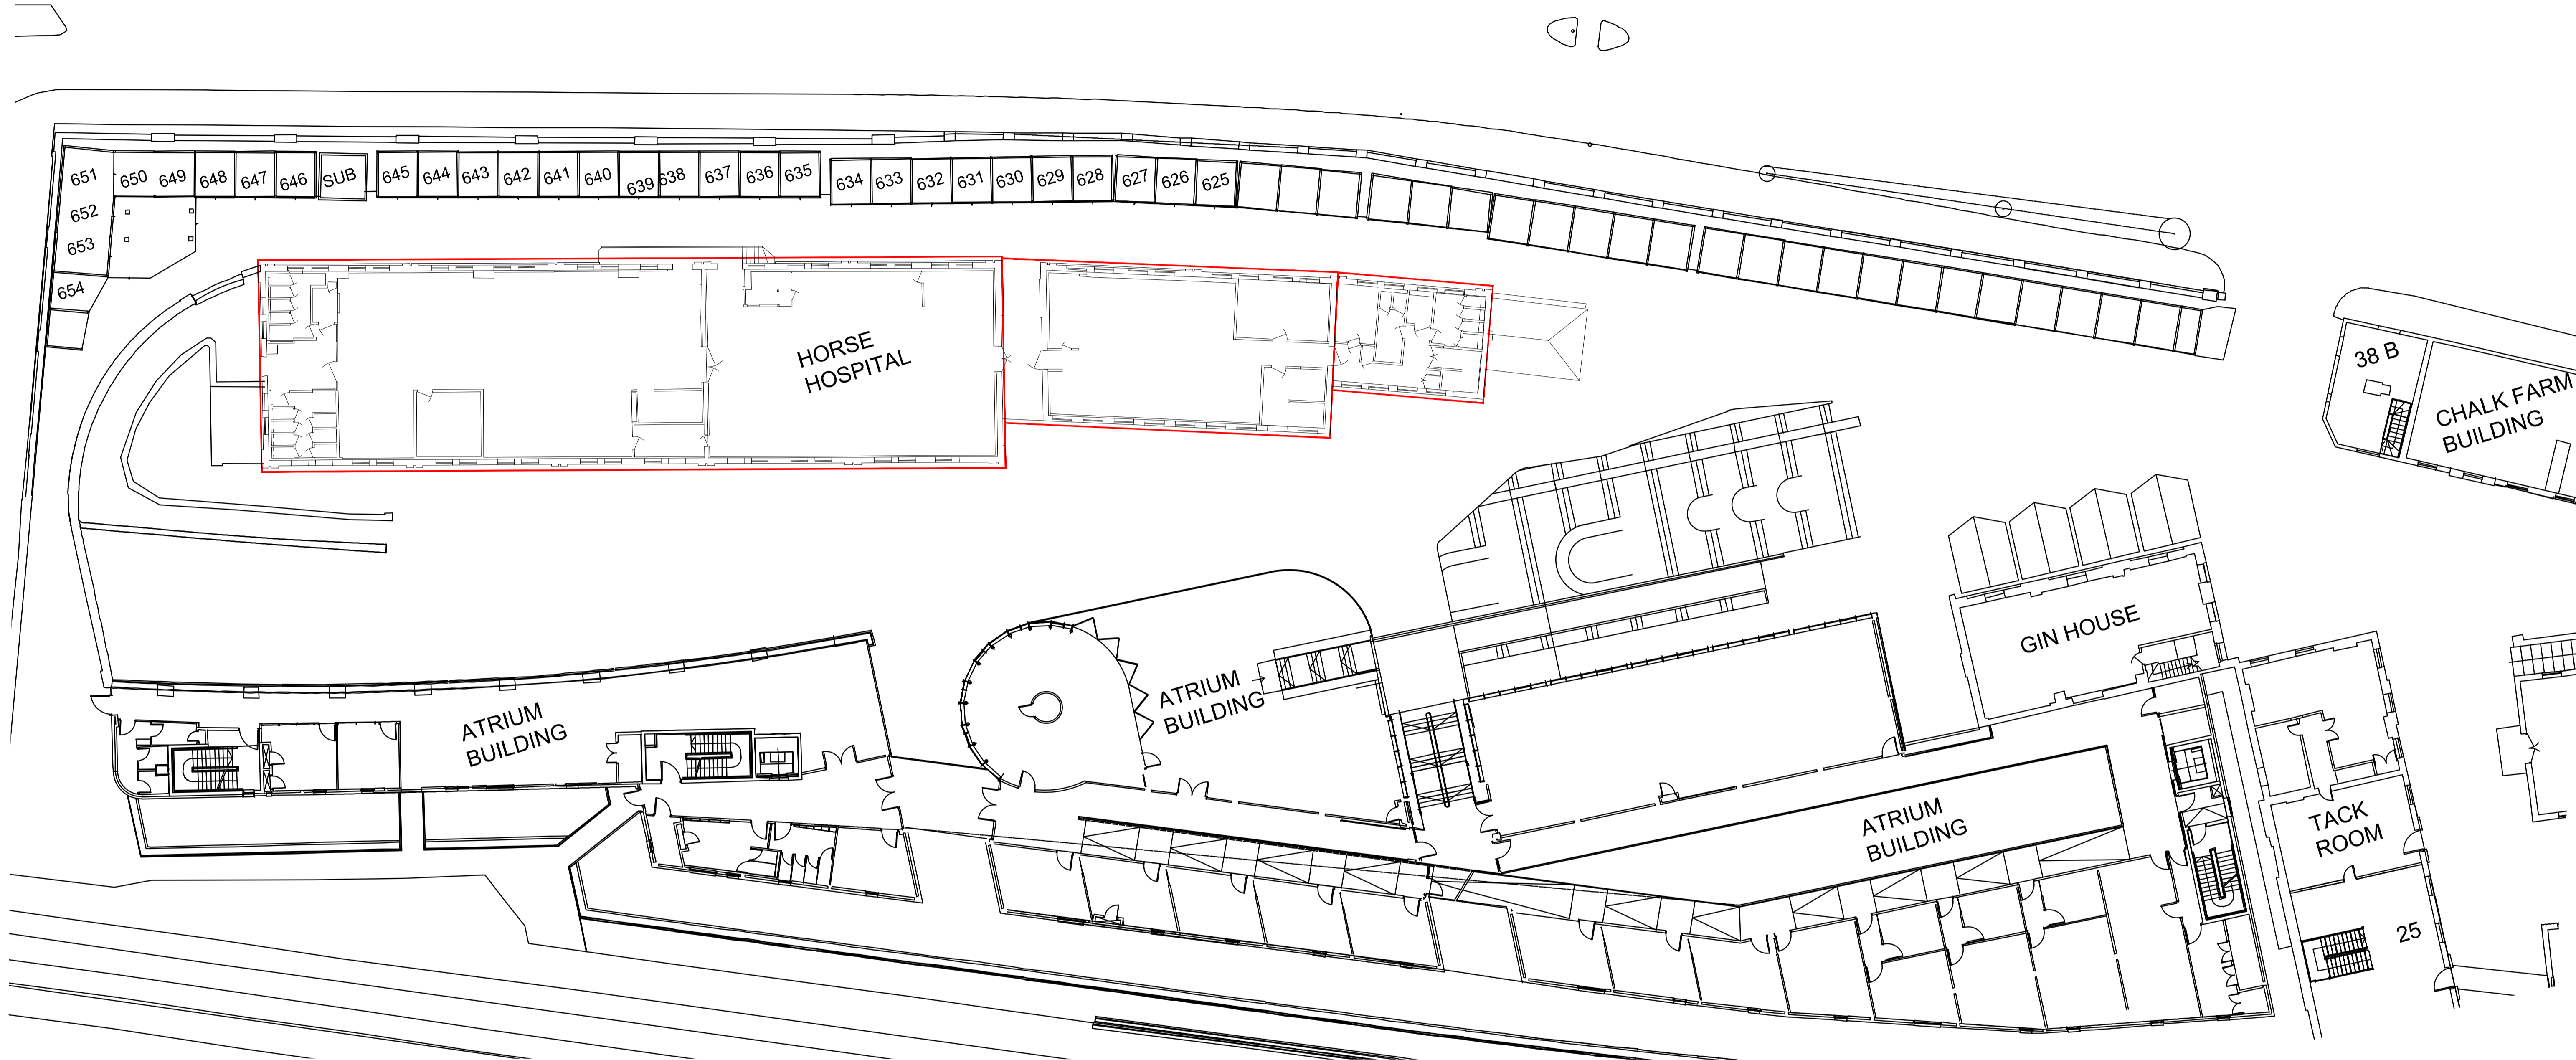 651
650
649
648
647
646
SUB
645
644
643
642
641
640
639
638
637
636
635
634
633
632
631
630
629
628
627
626
625
652
653
654
HORSE
HOSPITAL
38 B
CHALK FARM
BUILDING
GIN HOUSE
ATRIUM
BUILDING
ATRIUM
BUILDING
ATRIUM
BUILDING
TACK
ROOM
25